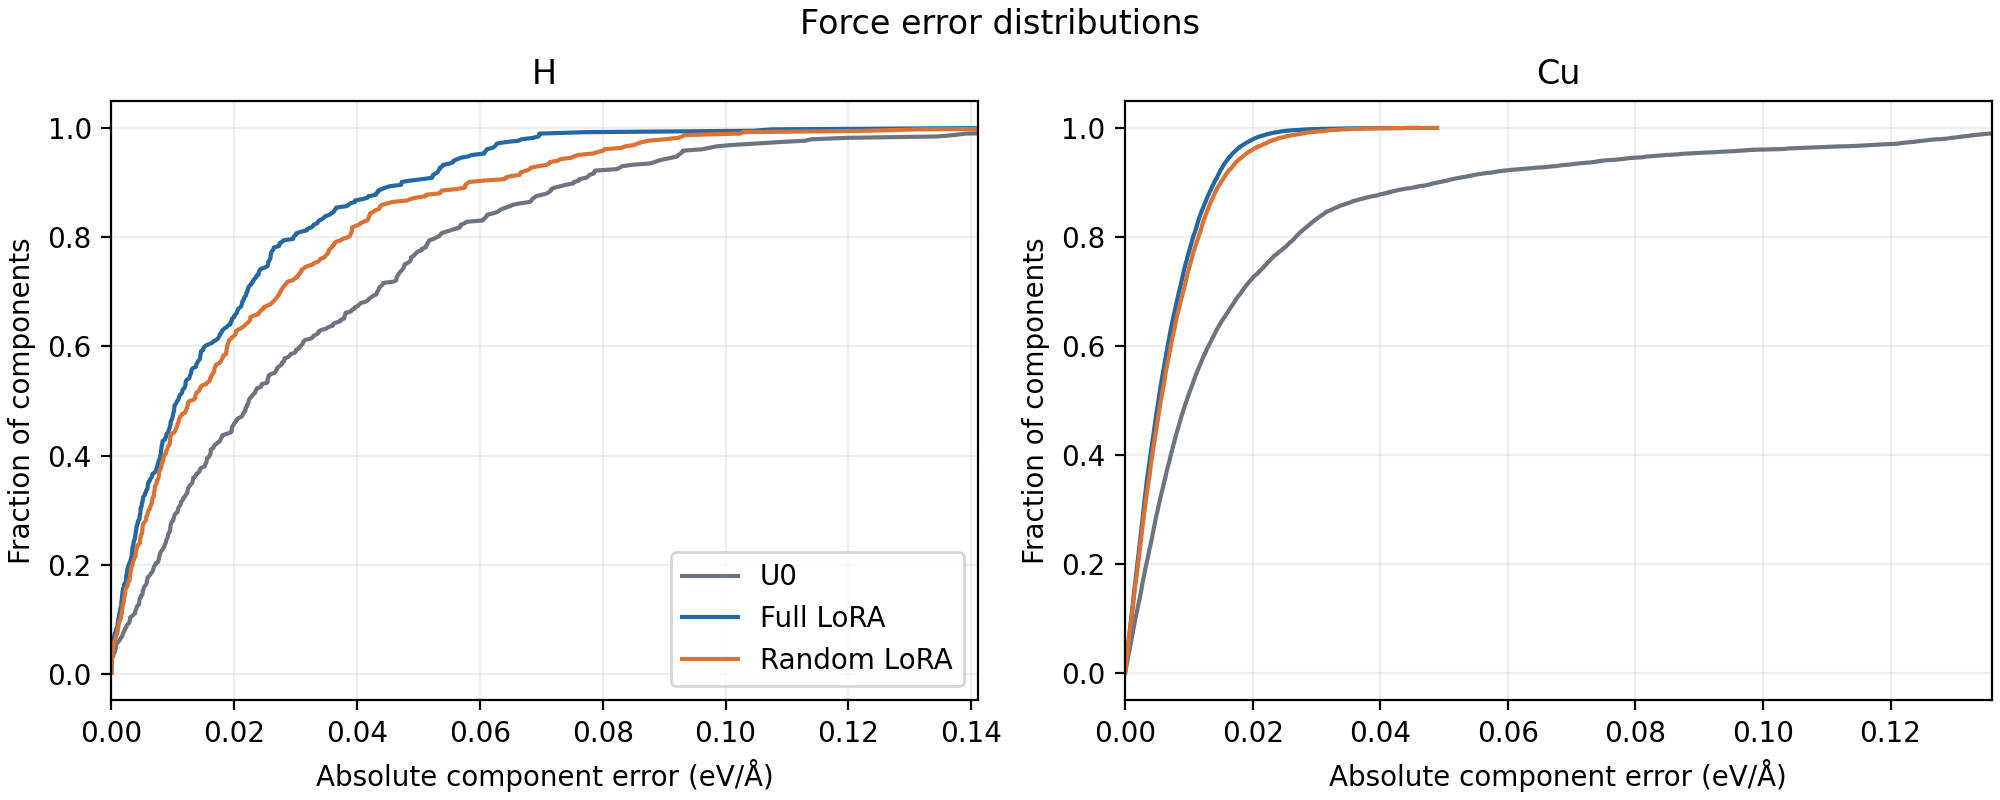 Force error distributions
H
Fraction of components
1.0
0.8
0.6
0.4
0.2
0.0
U0
Full LoRA
Random LoRA
0.00 0.02 0.04 0.06 0.08 0.10 0.12 0.14
Absolute component error (eV/Å)
Cu
Fraction of components
1.0
0.8
0.6
0.4
0.2
0.0
0.00 0.02 0.04 0.06 0.08 0.10 0.12
Absolute component error (eV/Å)